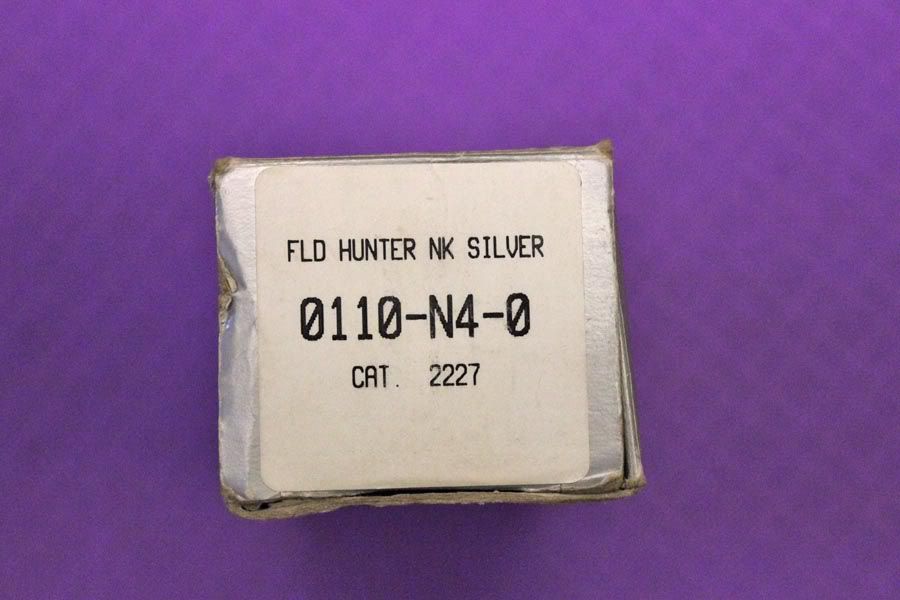 FLD HUNTER NK SILVER
0110-N4-0
CAT. 2227